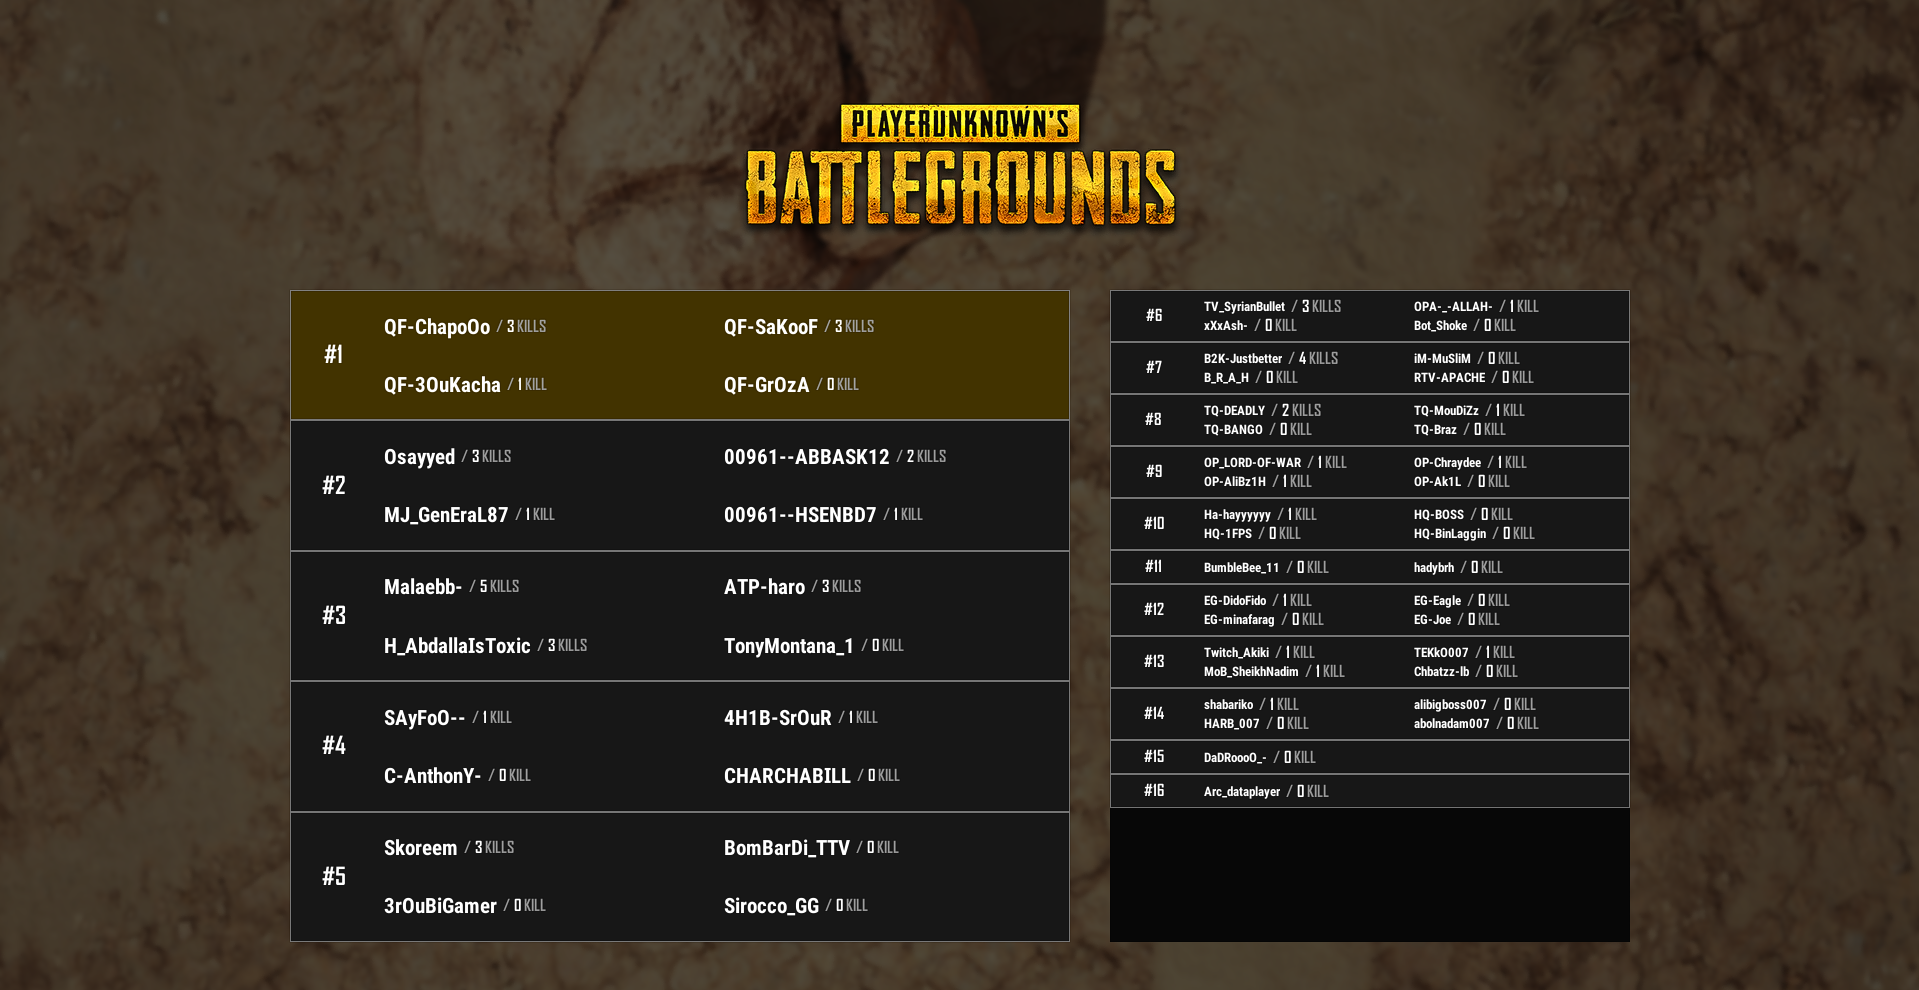 PLAYERUNKNOWN'S
BATTLEGROUNDS
#1
QF-ChapoOo / 3 KILLS
QF-SaKooF / 3 KILLS
QF-3OuKacha / 1 KILL
QF-GrOzA / 0 KILL
#2
Osayyed / 3 KILLS
00961--ABBASK12 / 2 KILLS
MJ_GenEraL87 / 1 KILL
00961--HSENBD7 / 1 KILL
#3
Malaebb- / 5 KILLS
ATP-haro / 3 KILLS
H_AbdallaIsToxic / 3 KILLS
TonyMontana_1 / 0 KILL
#4
SAyFoO-- / 1 KILL
4H1B-SrOuR / 1 KILL
C-AnthonY- / 0 KILL
CHARCHABILL / 0 KILL
#5
Skoreem / 3 KILLS
BomBarDi_TTV / 0 KILL
3rOuBiGamer / 0 KILL
Sirocco_GG / 0 KILL
#6
TV_SyrianBullet / 3 KILLS
OPA-_-ALLAH- / 1 KILL
xXxAsh- / 0 KILL
Bot_Shoke / 0 KILL
#7
B2K-Justbetter / 4 KILLS
iM-MuSliM / 0 KILL
B_R_A_H / 0 KILL
RTV-APACHE / 0 KILL
#8
TQ-DEADLY / 2 KILLS
TQ-MouDiZz / 1 KILL
TQ-BANGO / 0 KILL
TQ-Braz / 0 KILL
#9
OP_LORD-OF-WAR / 1 KILL
OP-Chraydee / 1 KILL
OP-AliBz1H / 1 KILL
OP-Ak1L / 0 KILL
#10
Ha-hayyyyyy / 1 KILL
HQ-BOSS / 0 KILL
HQ-1FPS / 0 KILL
HQ-BinLaggin / 0 KILL
#11
BumbleBee_11 / 0 KILL
hadybrh / 0 KILL
#12
EG-DidoFido / 1 KILL
EG-Eagle / 0 KILL
EG-minafarag / 0 KILL
EG-Joe / 0 KILL
#13
Twitch_Akiki / 1 KILL
TEKkO007 / 1 KILL
MoB_SheikhNadim / 1 KILL
Chbatzz-lb / 0 KILL
#14
shabariko / 1 KILL
alibigboss007 / 0 KILL
HARB_007 / 0 KILL
abolnadam007 / 0 KILL
#15
DaDRoooO_- / 0 KILL
#16
Arc_dataplayer / 0 KILL